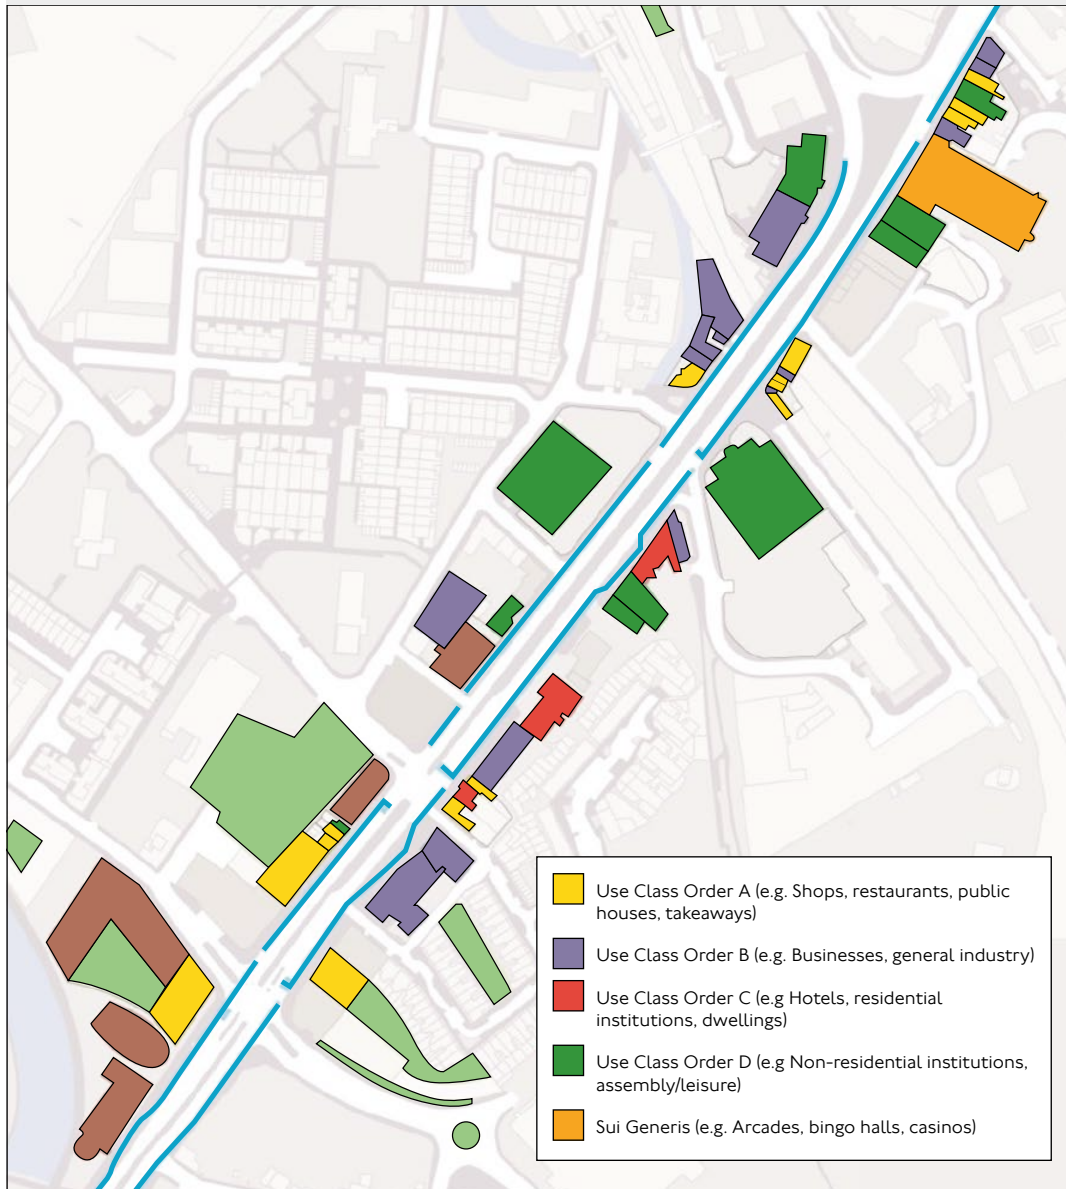 Use Class Order A (e.g. Shops, restaurants, public
houses, takeaways)
Use Class Order B (e.g. Businesses, general industry)
Use Class Order C (e.g Hotels, residential
institutions, dwellings)
Use Class Order D (e.g Non-residential institutions,
assembly/leisure)
Sui Generis (e.g. Arcades, bingo halls, casinos)